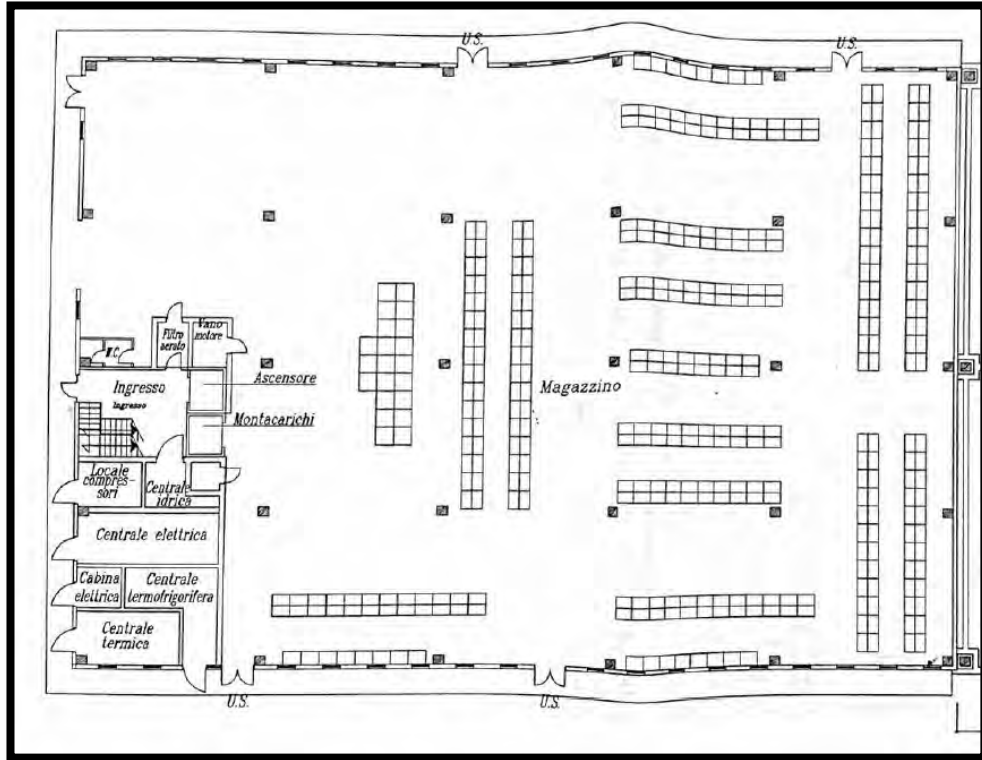 U.S.
U.S.
Filtro
aerato
Vano
motore
W.C.
Ingresso
Ingresso
Ascensore
Montacarichi
Magazzino
Locale
compres-
sori
Centrale
idrica
Centrale elettrica
Cabina
elettrica
Centrale
termofrigorifera
Centrale
termica
U.S.
U.S.